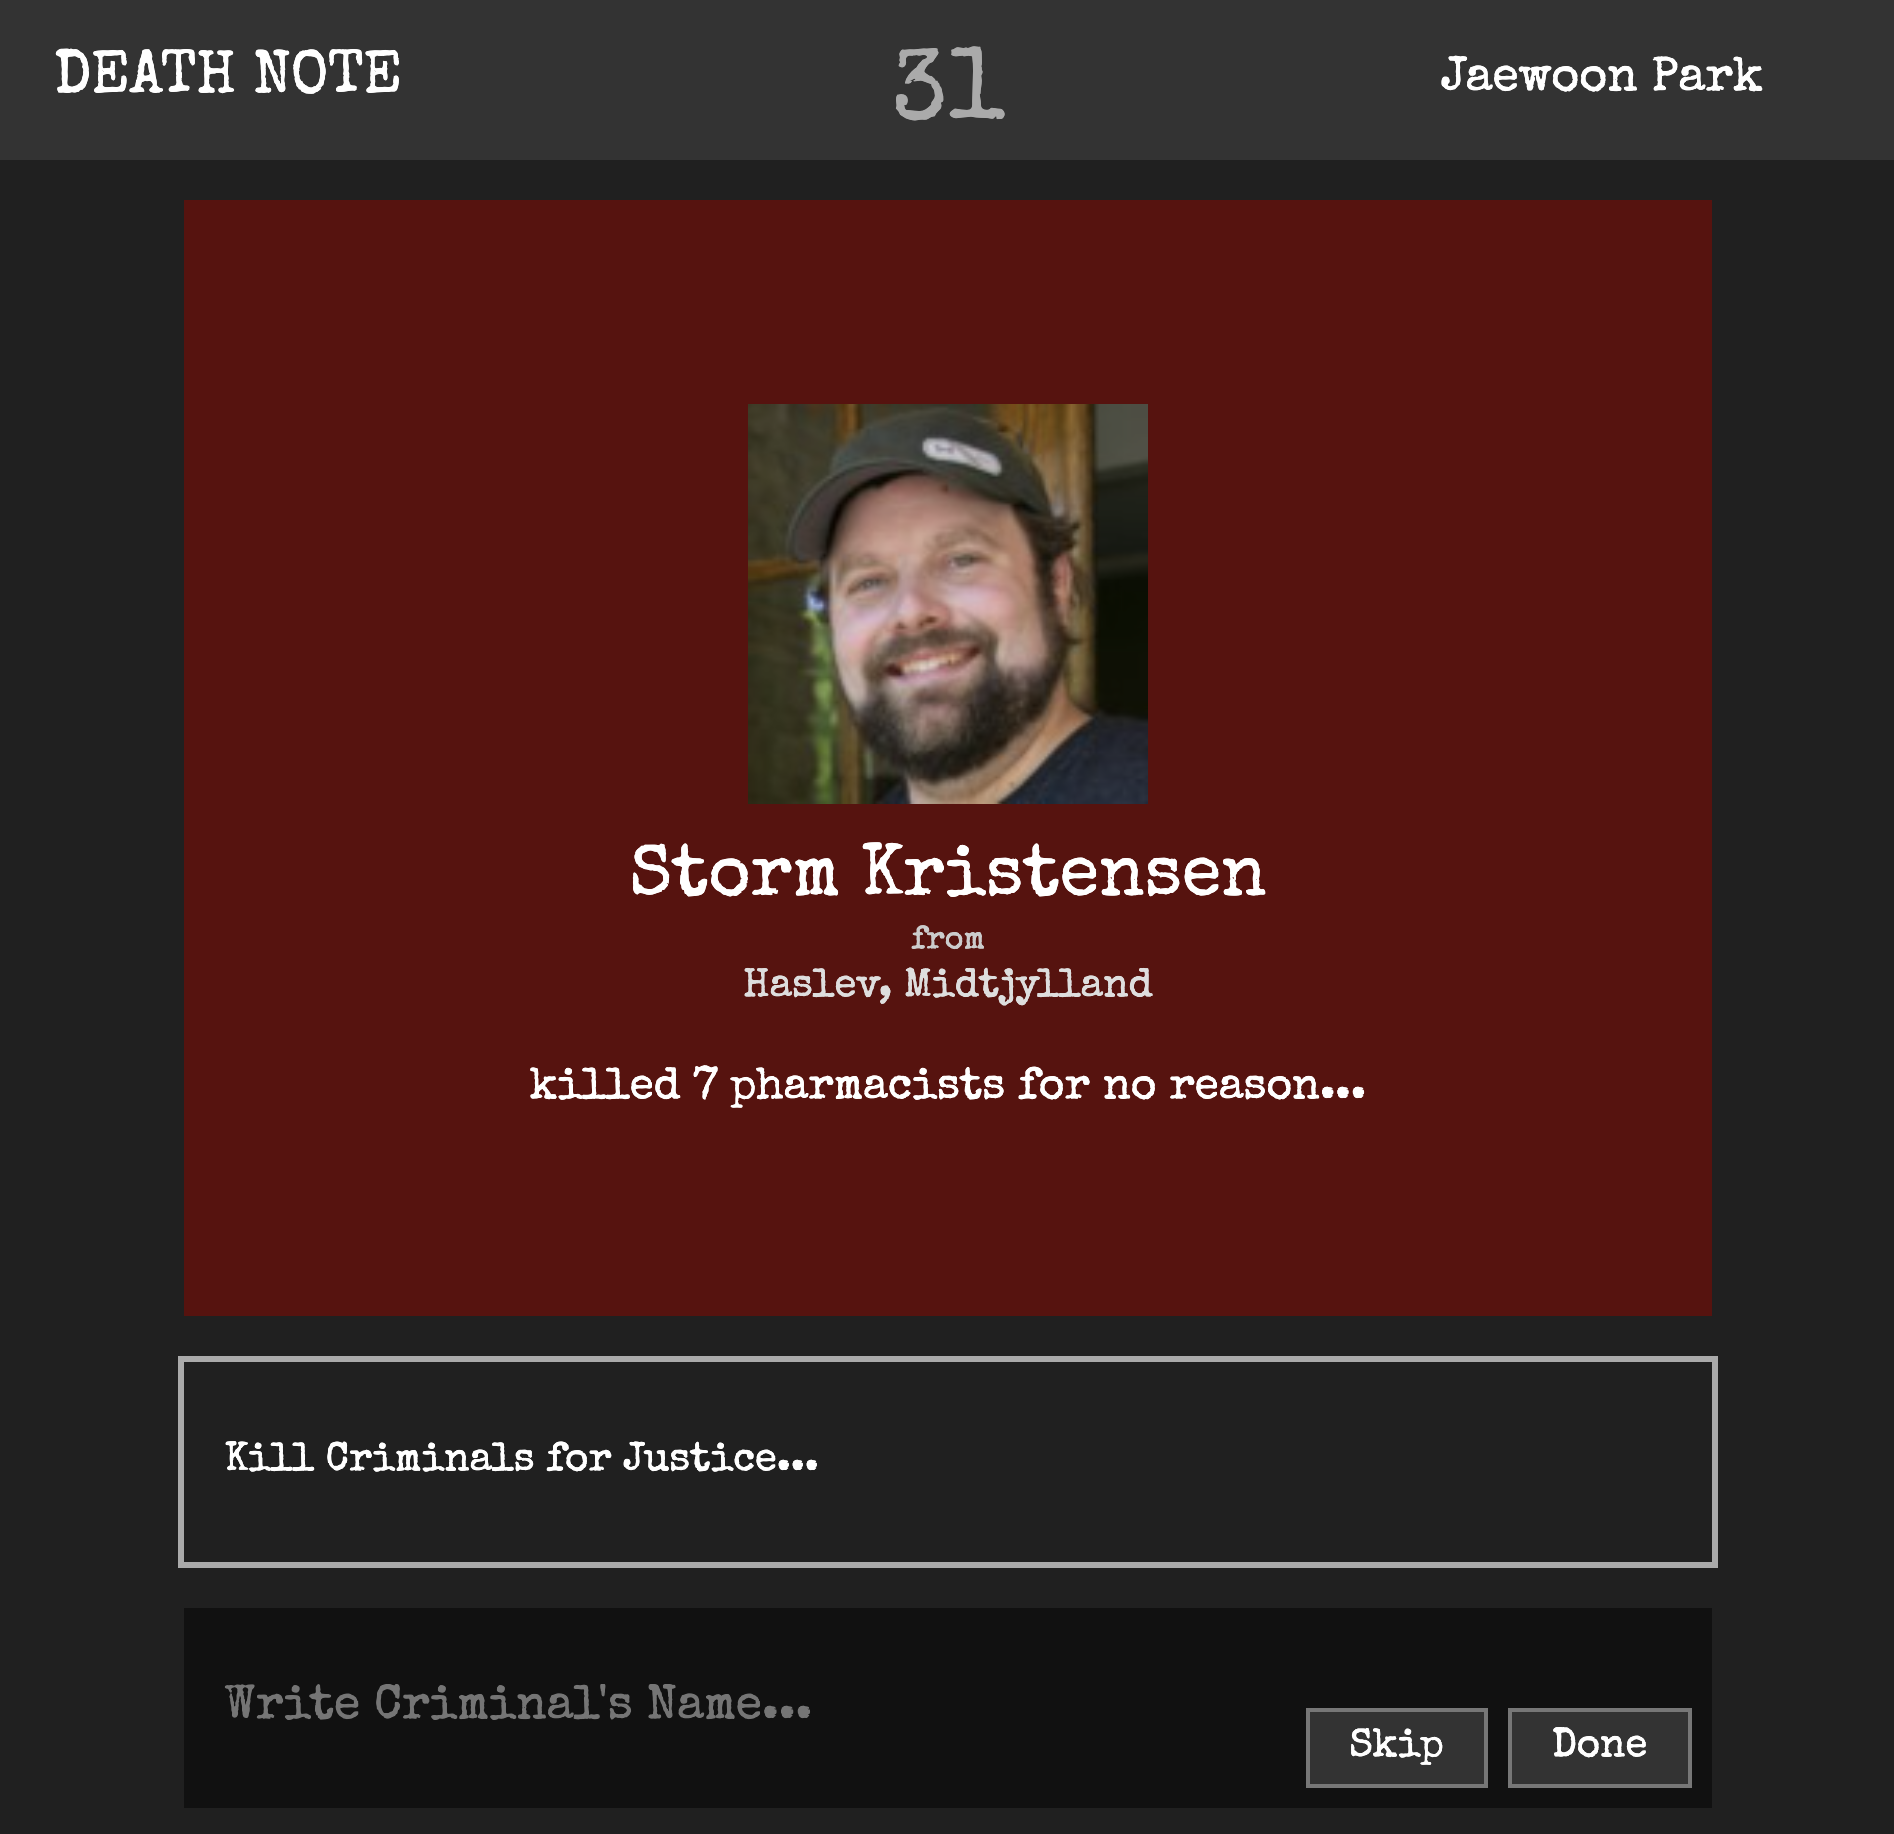 DEATH NOTE
31
Jaewoon Park
Storm Kristensen
from
Haslev, Midtjylland
killed 7 pharmacists for no reason...
Kill Criminals for Justice...
Write Criminal's Name...
Skip
Done